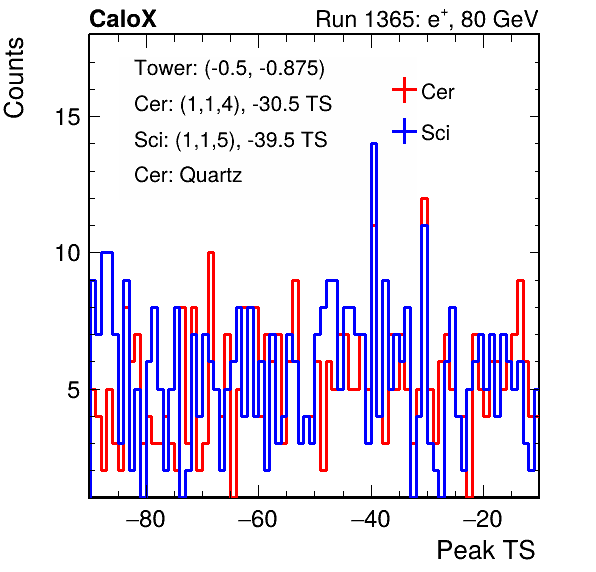 CaloX Run 1365: e⁺, 80 GeV
Counts
Tower: (-0.5, -0.875)
Cer: (1,1,4), -30.5 TS
Sci: (1,1,5), -39.5 TS
Cer: Quartz
Cer
Sci
15
10
5
−80 −60 −40 −20
Peak TS